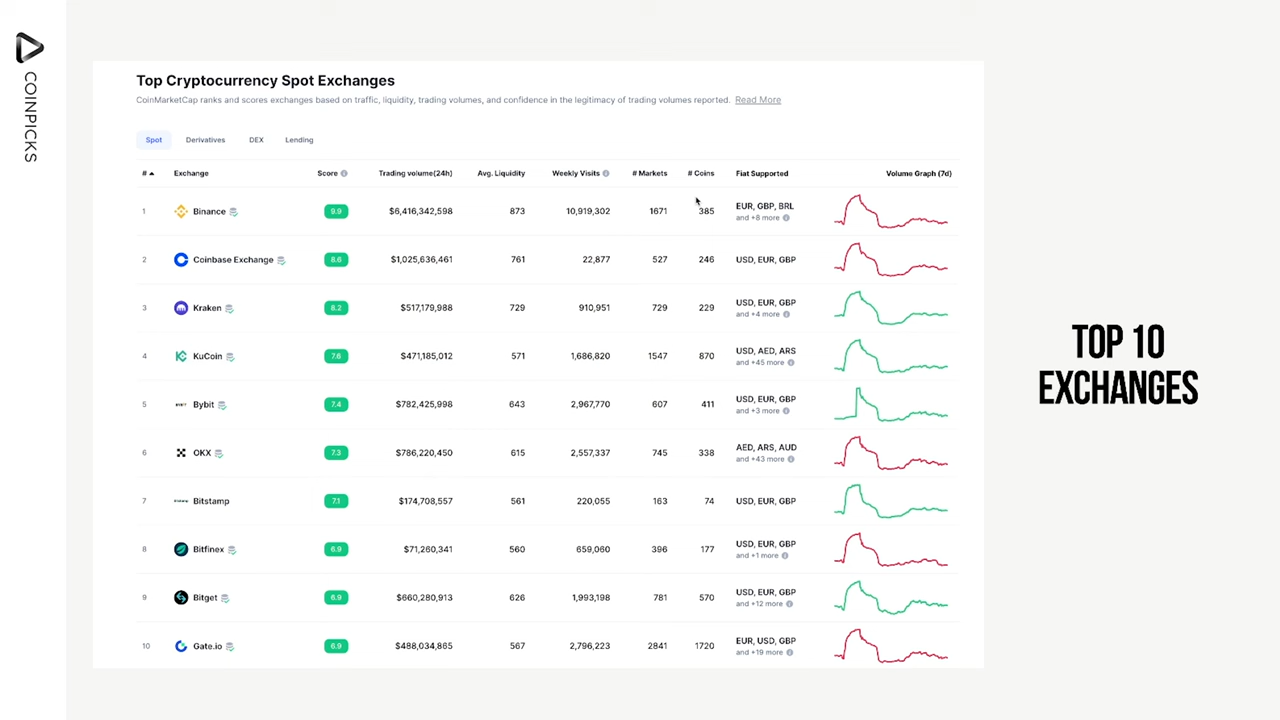 COINPICKS
Top Cryptocurrency Spot Exchanges
CoinMarketCap ranks and scores exchanges based on traffic, liquidity, trading volumes, and confidence in the legitimacy of trading volumes reported. Read More
Spot Derivatives DEX Lending
# Exchange Score Trading volume(24h) Avg. Liquidity Weekly Visits # Markets # Coins Fiat Supported Volume Graph (7d)
1 Binance 9.9 $6,416,342,598 873 10,919,302 1671 385 EUR, GBP, BRL
and +8 more
2 Coinbase Exchange 8.6 $1,025,636,461 761 22,877 527 246 USD, EUR, GBP
3 Kraken 8.2 $517,179,988 729 910,951 729 229 USD, EUR, GBP
and +4 more
4 KuCoin 7.6 $471,185,012 571 1,686,820 1547 870 USD, AED, ARS
and +45 more
5 Bybit 7.4 $782,425,998 643 2,967,770 607 411 USD, EUR, GBP
and +3 more
6 OKX 7.3 $786,220,450 615 2,557,337 745 338 AED, ARS, AUD
and +43 more
7 Bitstamp 7.1 $174,708,557 561 220,055 163 74 USD, EUR, GBP
8 Bitfinex 6.9 $71,260,341 560 659,060 396 177 USD, EUR, GBP
and +1 more
9 Bitget 6.9 $660,280,913 626 1,993,198 781 570 USD, EUR, GBP
and +12 more
10 Gate.io 6.9 $488,034,865 567 2,796,223 2841 1720 EUR, USD, GBP
and +19 more
TOP 10
EXCHANGES